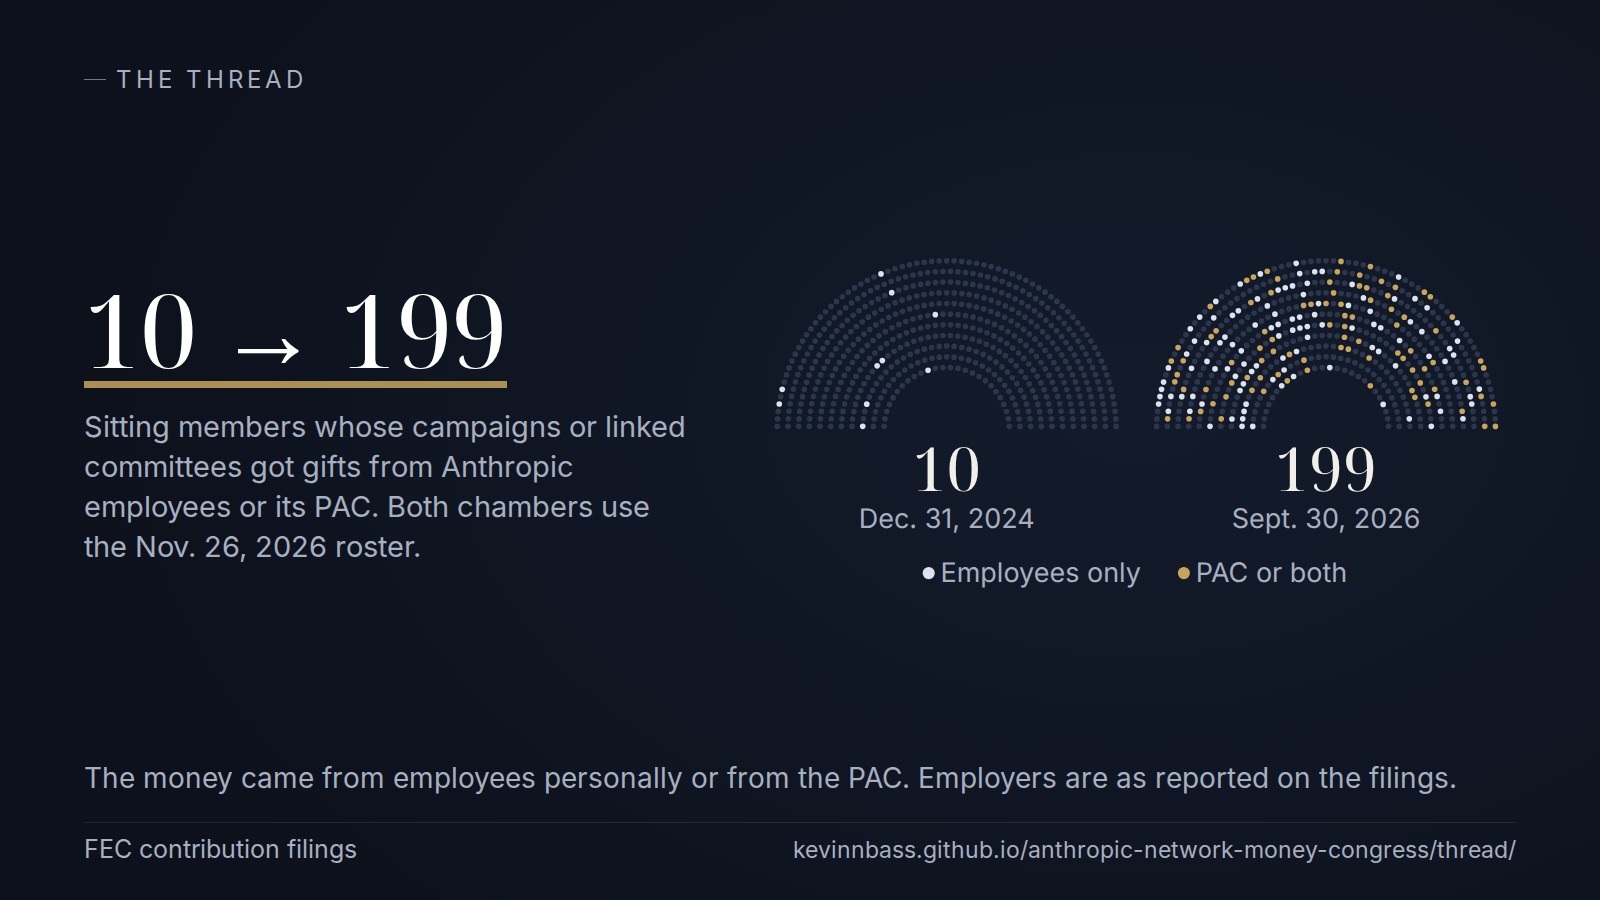 — THE THREAD
10 → 199
Sitting members whose campaigns or linked
committees got gifts from Anthropic
employees or its PAC. Both chambers use
the Nov. 26, 2026 roster.
10
Dec. 31, 2024
199
Sept. 30, 2026
Employees only
PAC or both
The money came from employees personally or from the PAC. Employers are as reported on the filings.
FEC contribution filings
kevinnbass.github.io/anthropic-network-money-congress/thread/